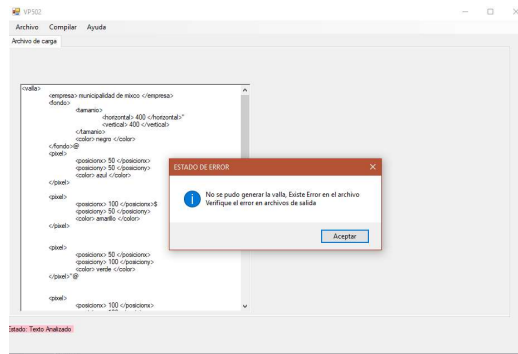 VP502
Archivo Compilar Ayuda
Archivo de carga
<valla>
<empresa> municipalidad de mixco </empresa>
<fondo>
<tamanio>
<horizontal> 400 </horizontal>"
<vertical> 400 </vertical>
</tamanio>
<color> negro </color>
</fondo>@
<pixel>
<posicionx> 50 </posicionx>
<posiciony> 50 </posiciony>
<color> azul </color>
</pixel>
<pixel>
<posicionx> 100 </posicionx>$
<posiciony> 50 </posiciony>
<color> amarillo </color>
</pixel>
<pixel>
<posicionx> 50 </posicionx>
<posiciony> 100 </posiciony>
<color> verde </color>
</pixel>"@
<pixel>
<posicionx> 100 </posicionx>
ESTADO DE ERROR
No se pudo generar la valla, Existe Error en el archivo
Verifique el error en archivos de salida
Aceptar
Estado: Texto Analizado